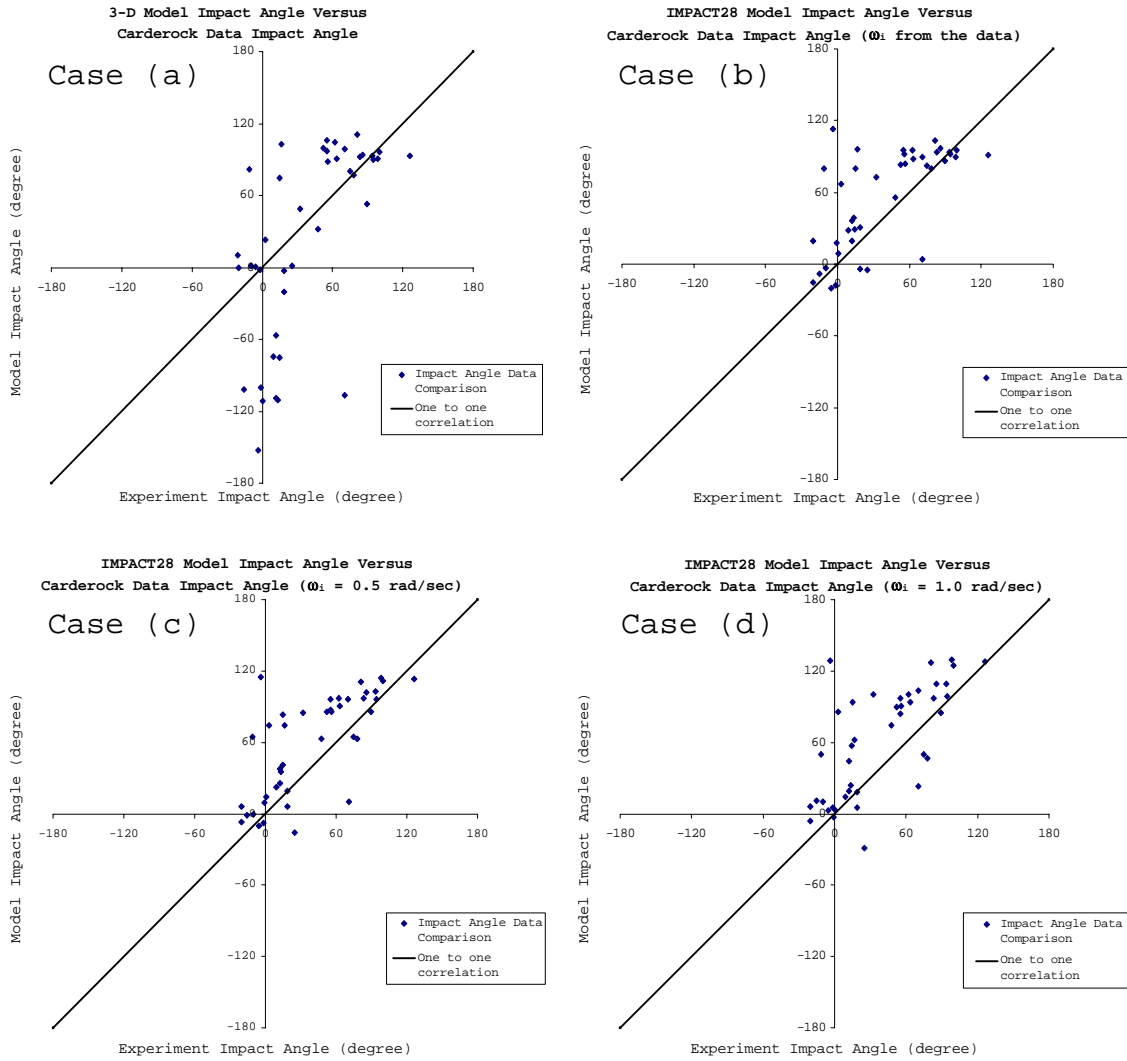 3-D Model Impact Angle Versus
Carderock Data Impact Angle
Case (a)
180
120
60
0
-60
-120
-180
-180
-120
-60
0
60
120
180
Model Impact Angle (degree)
Experiment Impact Angle (degree)
Impact Angle Data
Comparison
One to one
correlation
IMPACT28 Model Impact Angle Versus
Carderock Data Impact Angle (ωi from the data)
Case (b)
180
120
60
0
-60
-120
-180
-180
-120
-60
0
60
120
180
Model Impact Angle (degree)
Experiment Impact Angle (degree)
Impact Angle Data
Comparison
One to one
correlation
IMPACT28 Model Impact Angle Versus
Carderock Data Impact Angle (ωi = 0.5 rad/sec)
Case (c)
180
120
60
0
-60
-120
-180
-180
-120
-60
0
60
120
180
Model Impact Angle (degree)
Experiment Impact Angle (degree)
Impact Angle Data
Comparison
One to one
correlation
IMPACT28 Model Impact Angle Versus
Carderock Data Impact Angle (ωi = 1.0 rad/sec)
Case (d)
180
120
60
0
-60
-120
-180
-180
-120
-60
0
60
120
180
Model Impact Angle (degree)
Experiment Impact Angle (degree)
Impact Angle Data
Comparison
One to one
correlation